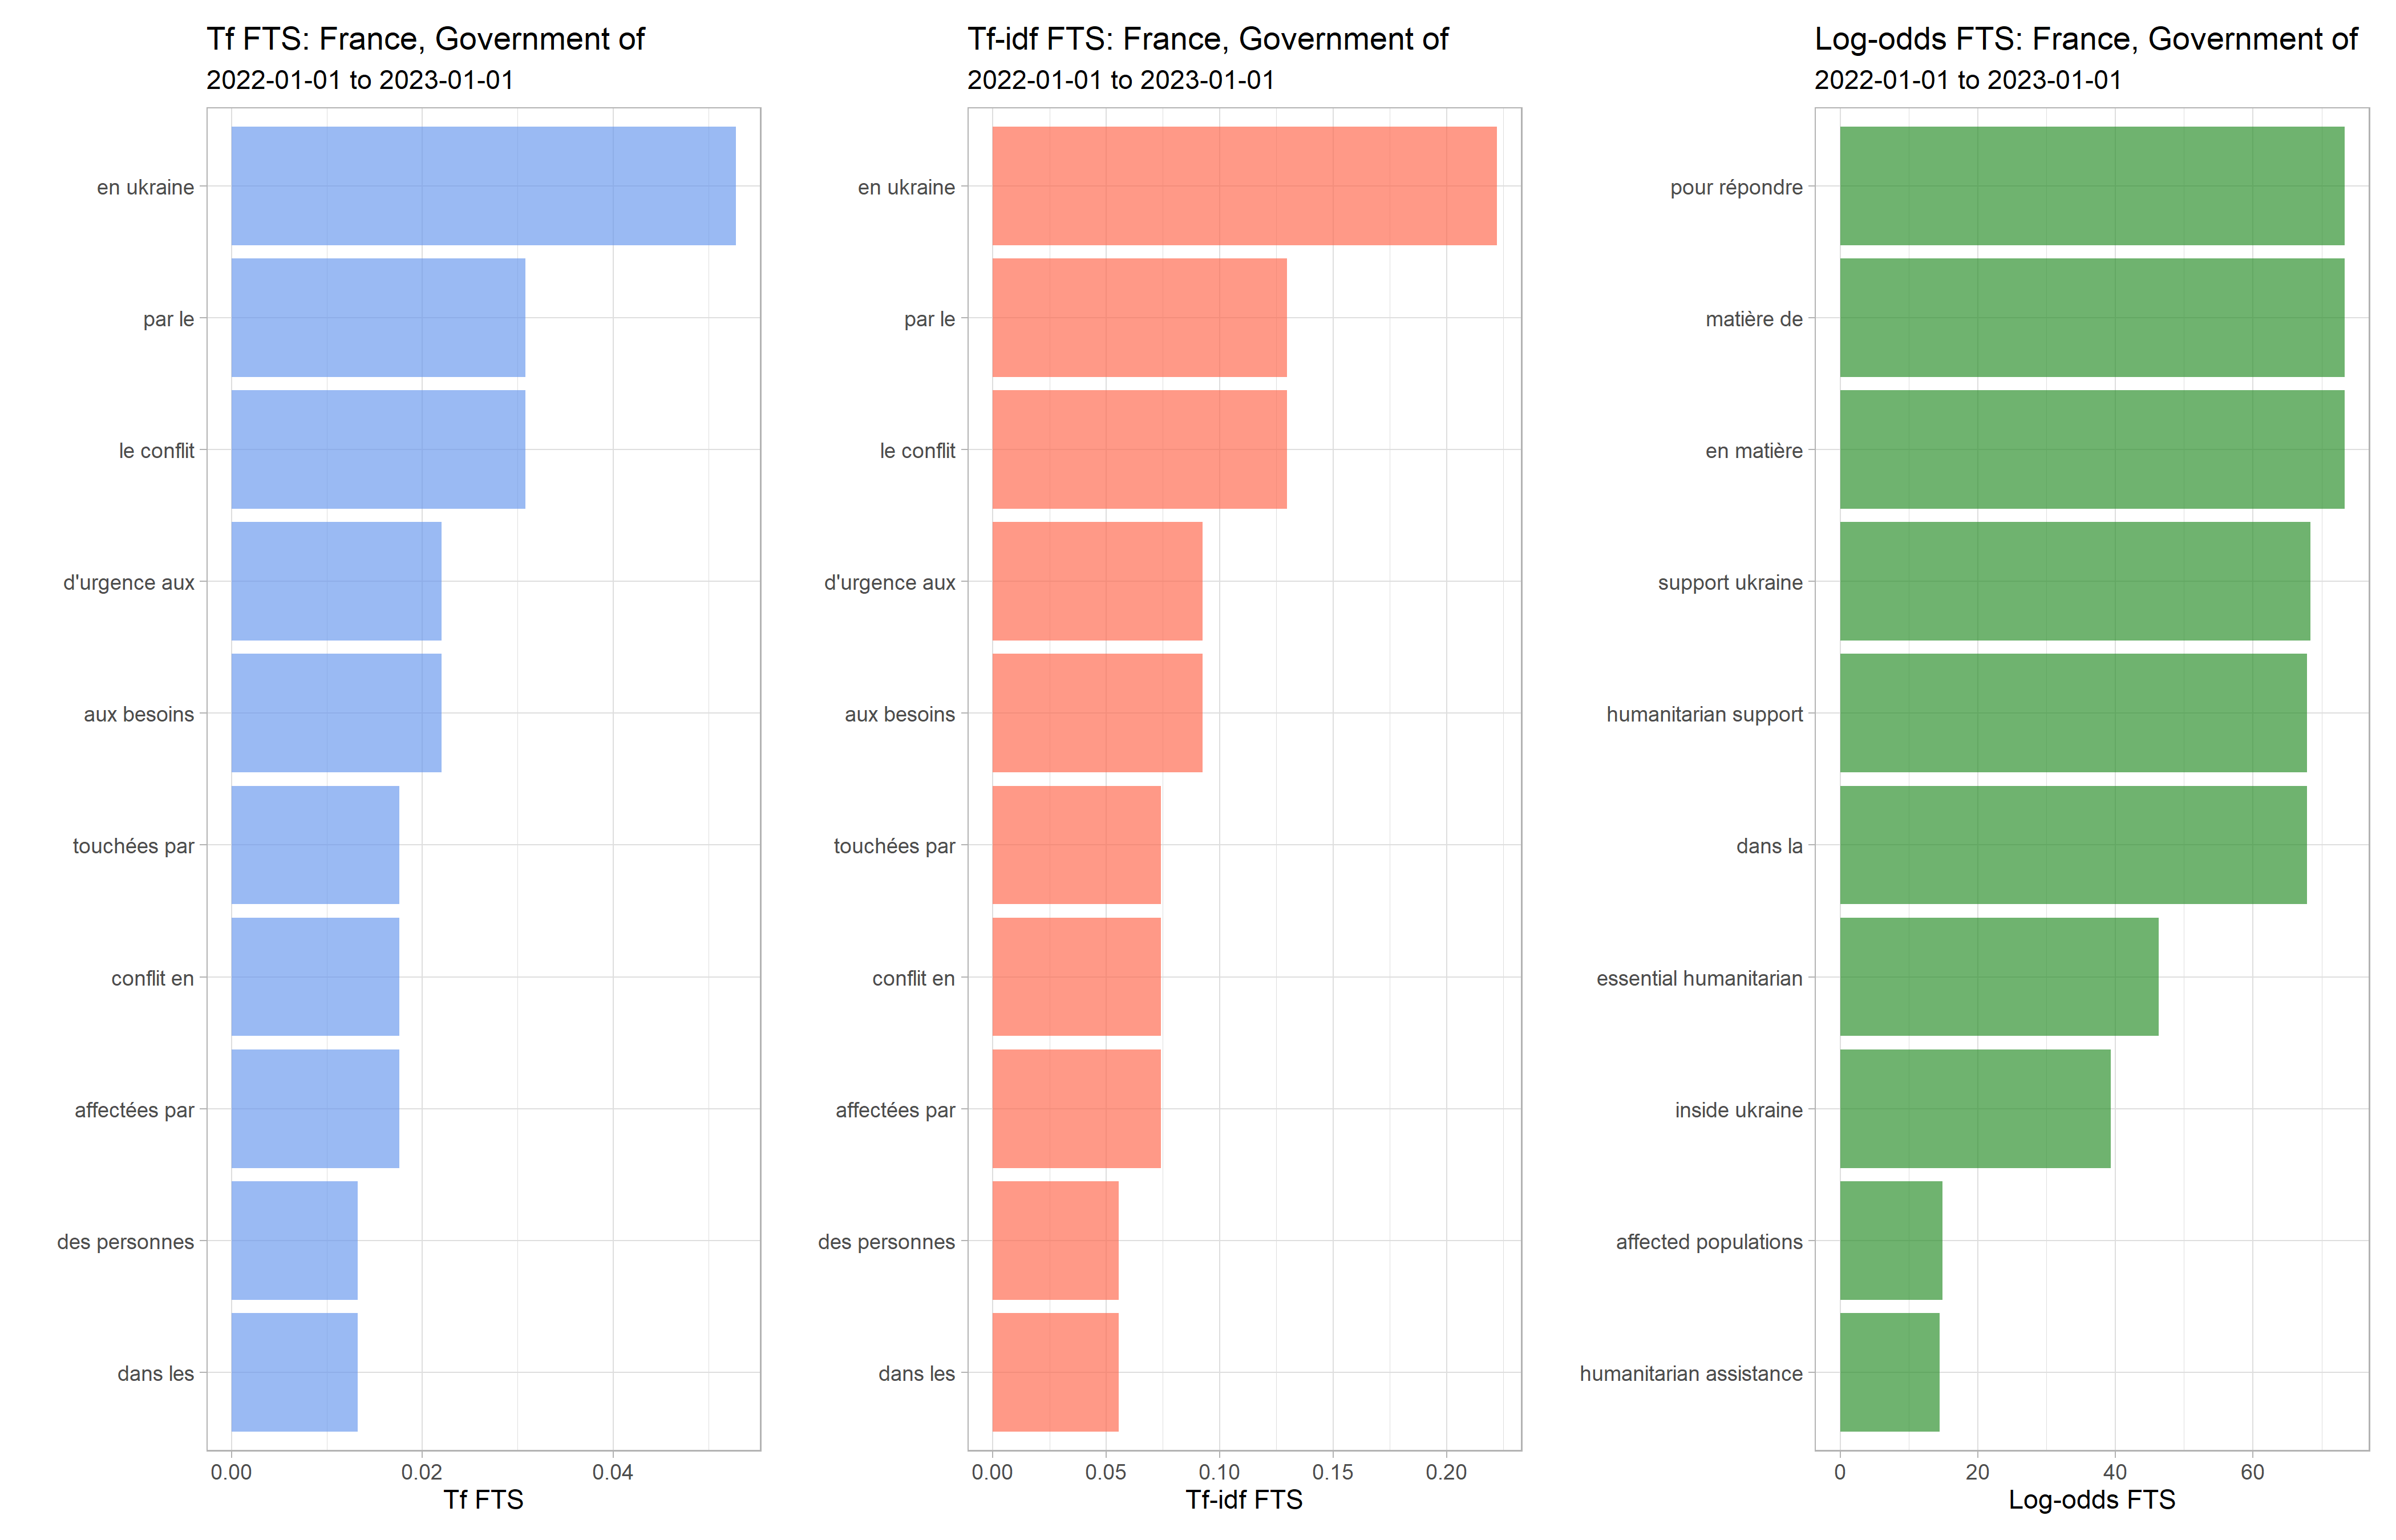 Tf FTS: France, Government of
2022-01-01 to 2023-01-01
en ukraine
par le
le conflit
d'urgence aux
aux besoins
touchées par
conflit en
affectées par
des personnes
dans les
0.00 0.02 0.04
Tf FTS
Tf-idf FTS: France, Government of
2022-01-01 to 2023-01-01
en ukraine
par le
le conflit
d'urgence aux
aux besoins
touchées par
conflit en
affectées par
des personnes
dans les
0.00 0.05 0.10 0.15 0.20
Tf-idf FTS
Log-odds FTS: France, Government of
2022-01-01 to 2023-01-01
pour répondre
matière de
en matière
support ukraine
humanitarian support
dans la
essential humanitarian
inside ukraine
affected populations
humanitarian assistance
0 20 40 60
Log-odds FTS